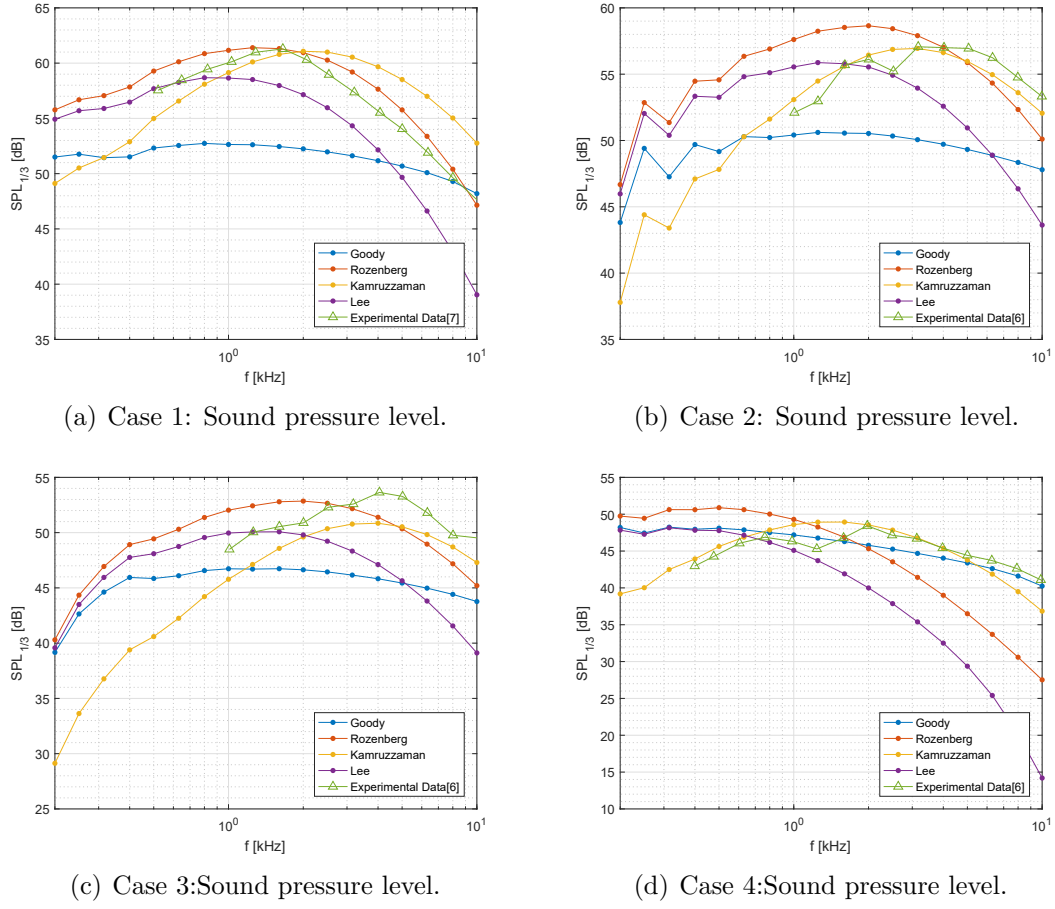 60
55
50
45
40
35
65
60
55
50
45
40
35
SPL1/3 [dB]
SPL1/3 [dB]
Goody
Rozenberg
Kamruzzaman
Lee
Experimental Data[7]
Goody
Rozenberg
Kamruzzaman
Lee
Experimental Data[6]
10^0
10^1
10^0
10^1
f [kHz]
f [kHz]
(a) Case 1: Sound pressure level.
(b) Case 2: Sound pressure level.
55
50
45
40
35
30
25
55
50
45
40
35
30
25
20
15
10
SPL1/3 [dB]
SPL1/3 [dB]
Goody
Rozenberg
Kamruzzaman
Lee
Experimental Data[6]
Goody
Rozenberg
Kamruzzaman
Lee
Experimental Data[6]
10^0
10^1
10^0
10^1
f [kHz]
f [kHz]
(c) Case 3:Sound pressure level.
(d) Case 4:Sound pressure level.